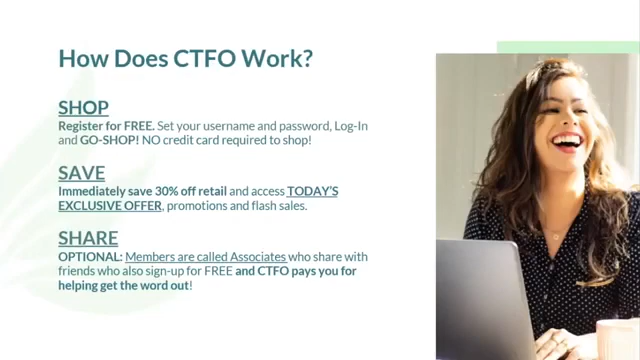 How Does CTFO Work?
SHOP
Register for FREE. Set your username and password, Log-In
and GO-SHOP! NO credit card required to shop!
SAVE
Immediately save 30% off retail and access TODAY'S
EXCLUSIVE OFFER, promotions and flash sales.
SHARE
OPTIONAL: Members are called Associates who share with
friends who also sign-up for FREE and CTFO pays you for
helping get the word out!